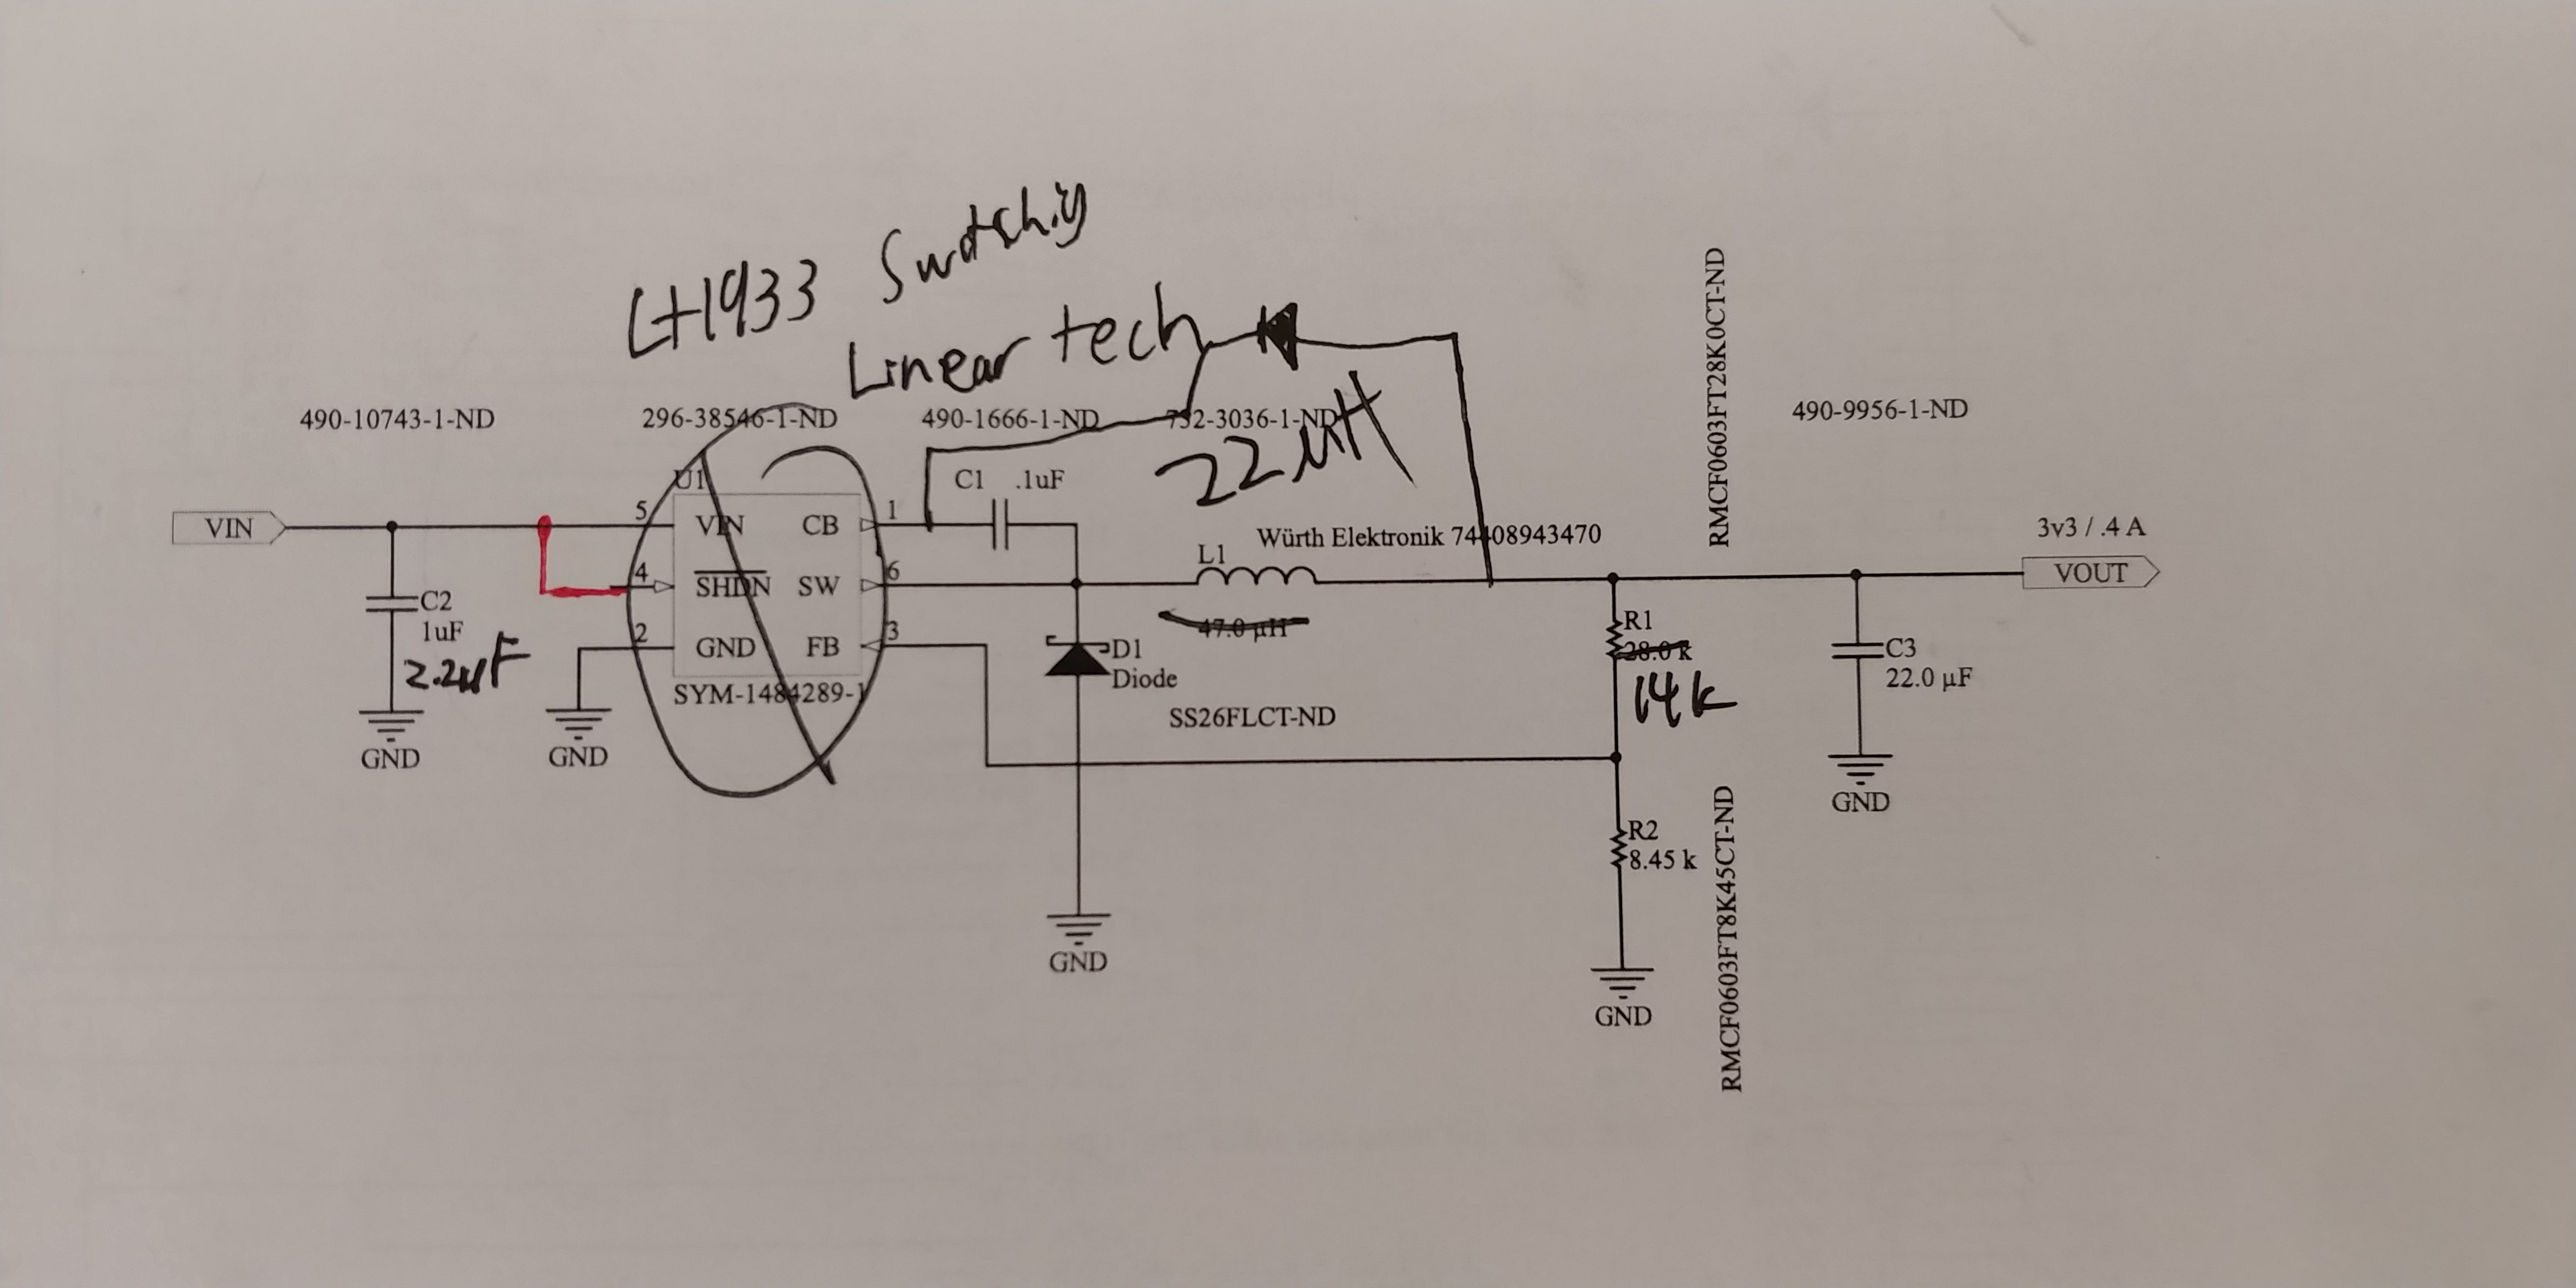 Lt1933 Switchig
Linear tech
490-10743-1-ND
296-38546-1-ND
490-1666-1-ND
732-3036-1-ND
22 µH
RMCF0603FT28K0CT-ND
490-9956-1-ND
U1
C1 .1uF
VIN
5 VIN CB 1
4 SHDN SW 6
2 GND FB 3
SYM-1484289-1
C2
1uF
2.2µF
GND
GND
L1
Würth Elektronik 74408943470
47.0 µH
D1
Diode
SS26FLCT-ND
GND
R1
28.0 k
14k
R2
8.45 k
RMCF0603FT8K45CT-ND
GND
C3
22.0 µF
GND
3v3 / .4 A
VOUT